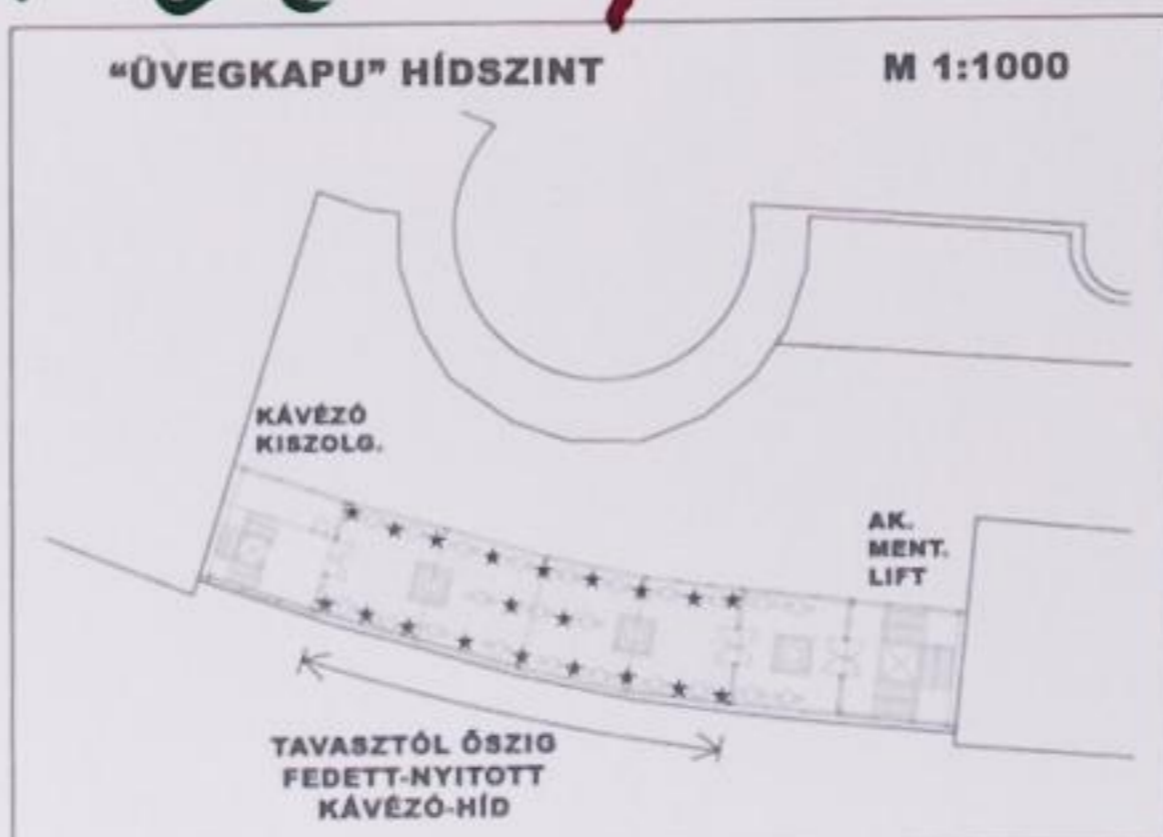 “ÜVEGKAPU” HÍDSZINT
M 1:1000
KÁVÉZÓ
KISZOLG.
AK.
MENT.
LIFT
TAVASZTÓL ŐSZIG
FEDETT-NYITOTT
KÁVÉZÓ-HÍD